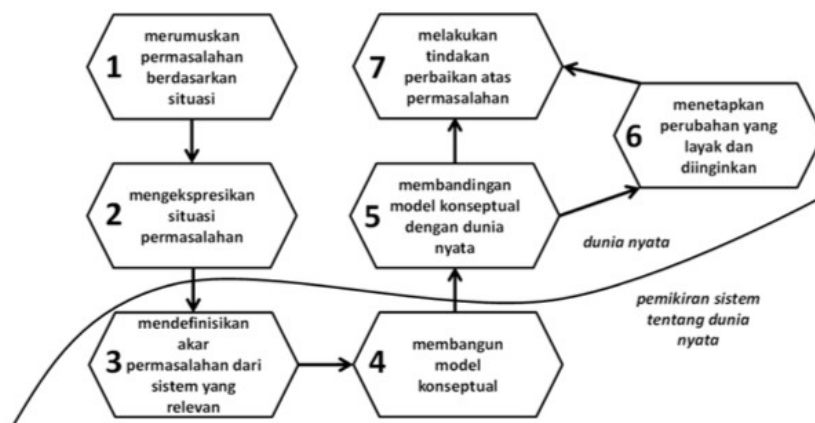 1
merumuskan
permasalahan
berdasarkan
situasi
2
mengekspresikan
situasi
permasalahan
3
mendefinisikan
akar
permasalahan dari
sistem yang
relevan
4
membangun
model
konseptual
5
membandingan
model konseptual
dengan dunia
nyata
6
menetapkan
perubahan yang
layak dan
diinginkan
7
melakukan
tindakan
perbaikan atas
permasalahan
dunia nyata
pemikiran sistem
tentang dunia
nyata